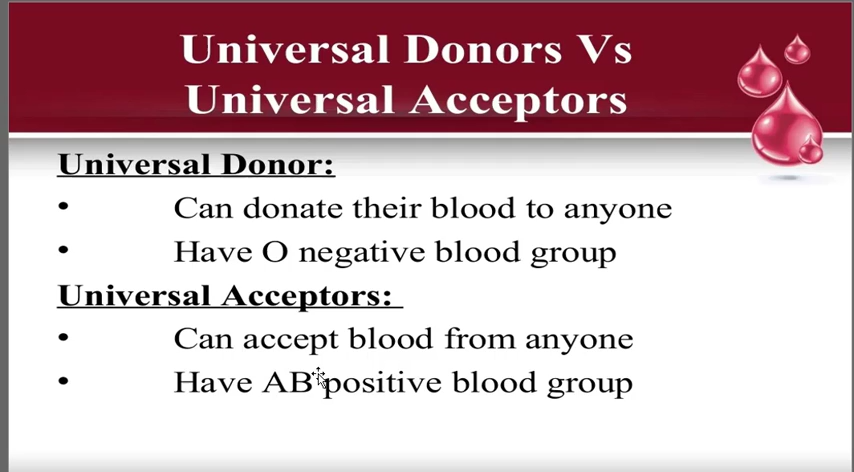 Universal Donors Vs
Universal Acceptors
Universal Donor:
• Can donate their blood to anyone
• Have O negative blood group
Universal Acceptors:
• Can accept blood from anyone
• Have AB positive blood group